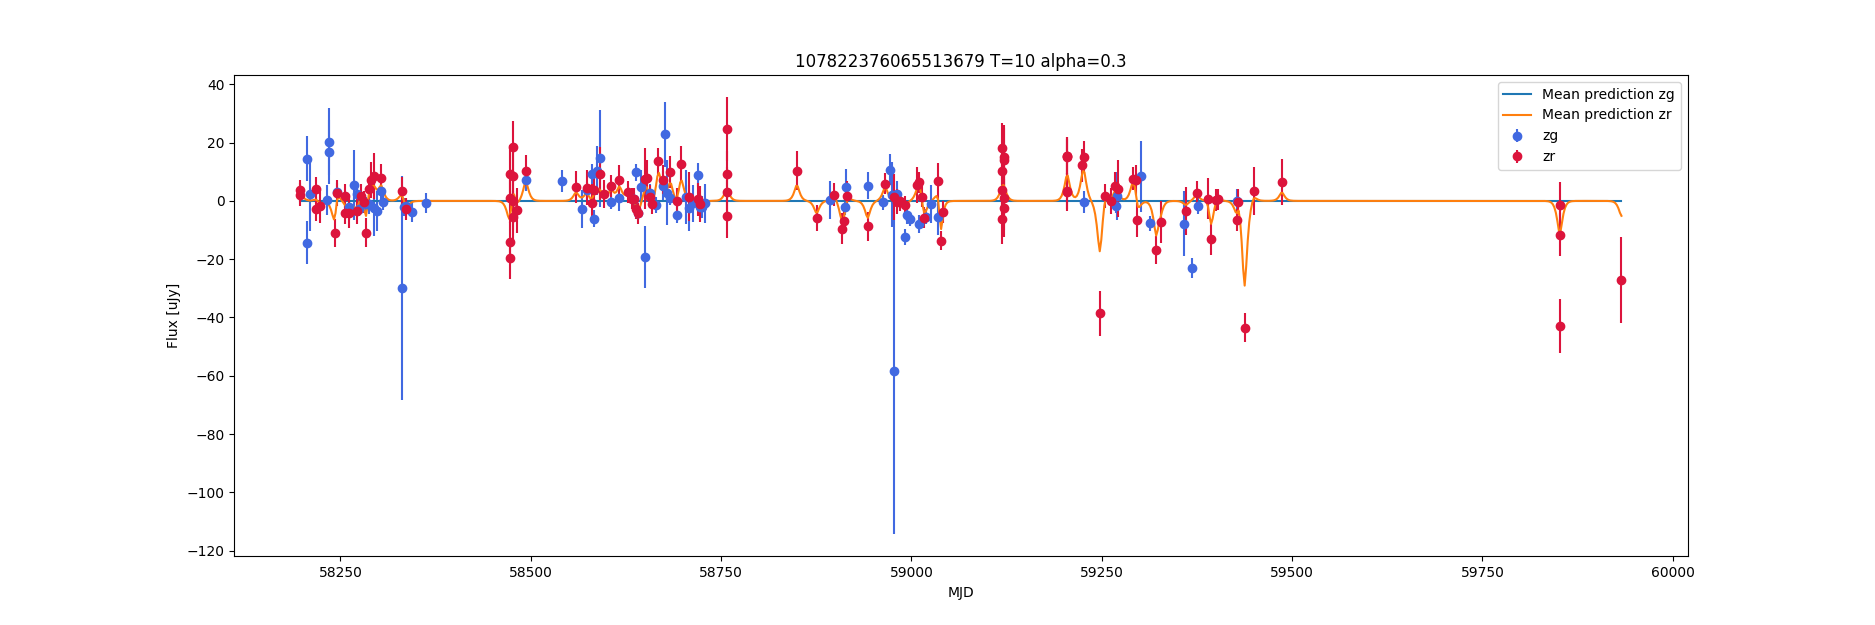 107822376065513679 T=10 alpha=0.3
Mean prediction zg
Mean prediction zr
zg
zr
Flux [uJy]
40
20
0
−20
−40
−60
−80
−100
−120
58250 58500 58750 59000 59250 59500 59750 60000
MJD